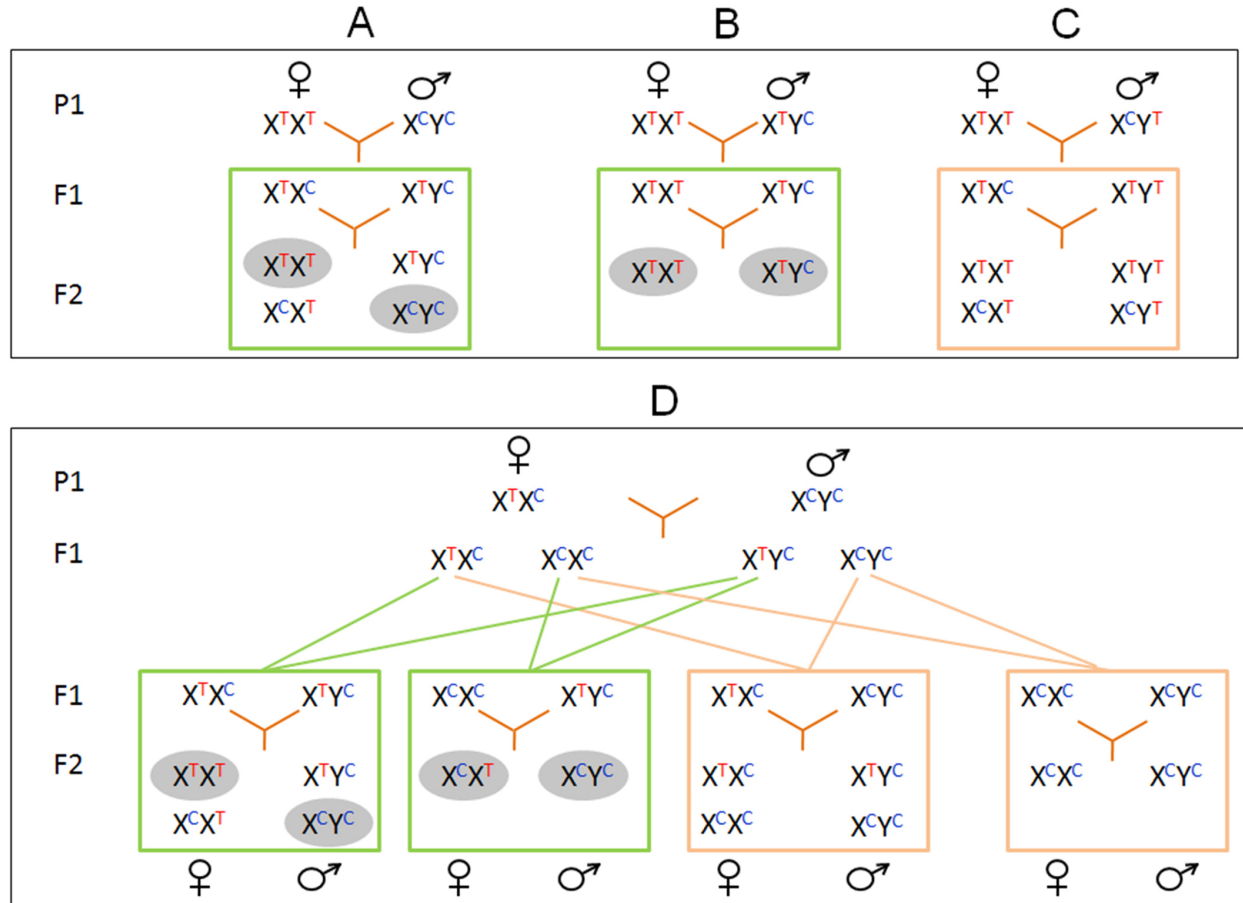 A B C
♀ ♂ ♀ ♂ ♀ ♂
P1 XᵀXᵀ XᶜYᶜ XᵀXᵀ XᵀYᶜ XᵀXᵀ XᶜYᵀ
F1 XᵀXᶜ XᵀYᶜ XᵀXᵀ XᵀYᶜ XᵀXᶜ XᵀYᵀ
XᵀXᵀ XᵀYᶜ XᵀXᵀ XᵀYᶜ XᵀXᵀ XᵀYᵀ
F2
XᶜXᵀ XᶜYᶜ XᶜXᵀ XᶜYᵀ
D
♀ ♂
P1 XᵀXᶜ XᶜYᶜ
F1 XᵀXᶜ XᶜXᶜ XᵀYᶜ XᶜYᶜ
F1 XᵀXᶜ XᵀYᶜ XᶜXᶜ XᵀYᶜ XᵀXᶜ XᶜYᶜ XᶜXᶜ XᶜYᶜ
F2 XᵀXᵀ XᵀYᶜ XᶜXᵀ XᶜYᶜ XᵀXᶜ XᵀYᶜ XᶜXᶜ XᶜYᶜ
XᶜXᵀ XᶜYᶜ XᶜXᶜ XᶜYᶜ
♀ ♂ ♀ ♂ ♀ ♂ ♀ ♂